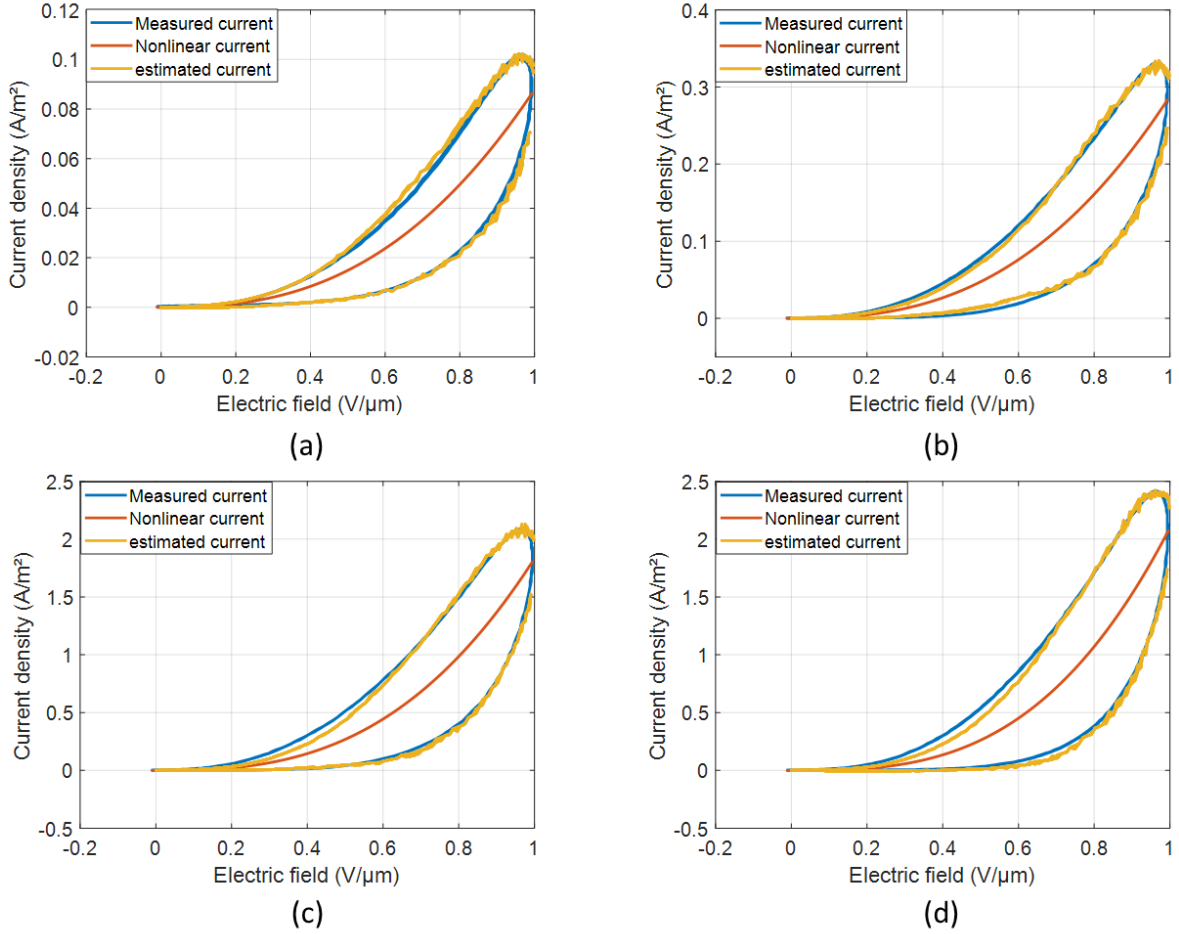 0.12
0.1
0.08
0.06
0.04
0.02
0
-0.02
Current density (A/m²)
Measured current
Nonlinear current
estimated current
-0.2 0 0.2 0.4 0.6 0.8 1
Electric field (V/μm)
(a)
0.4
0.3
0.2
0.1
0
Current density (A/m²)
Measured current
Nonlinear current
estimated current
-0.2 0 0.2 0.4 0.6 0.8 1
Electric field (V/μm)
(b)
2.5
2
1.5
1
0.5
0
-0.5
Current density (A/m²)
Measured current
Nonlinear current
estimated current
-0.2 0 0.2 0.4 0.6 0.8 1
Electric field (V/μm)
(c)
2.5
2
1.5
1
0.5
0
-0.5
Current density (A/m²)
Measured current
Nonlinear current
estimated current
-0.2 0 0.2 0.4 0.6 0.8 1
Electric field (V/μm)
(d)